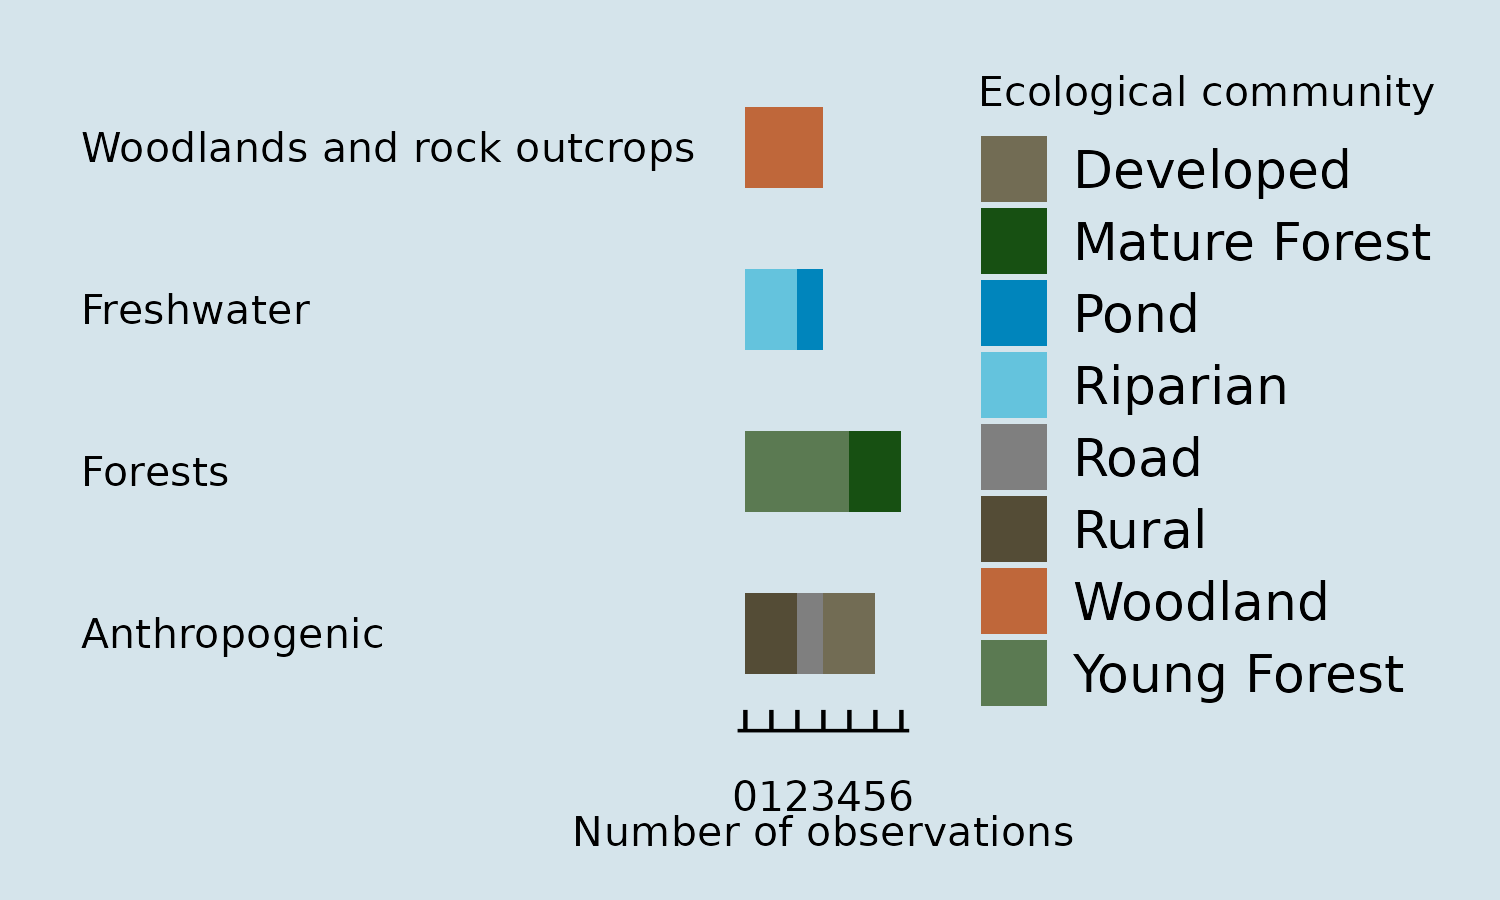 Ecological community
Woodlands and rock outcrops
Freshwater
Forests
Anthropogenic
Developed
Mature Forest
Pond
Riparian
Road
Rural
Woodland
Young Forest
0123456
Number of observations